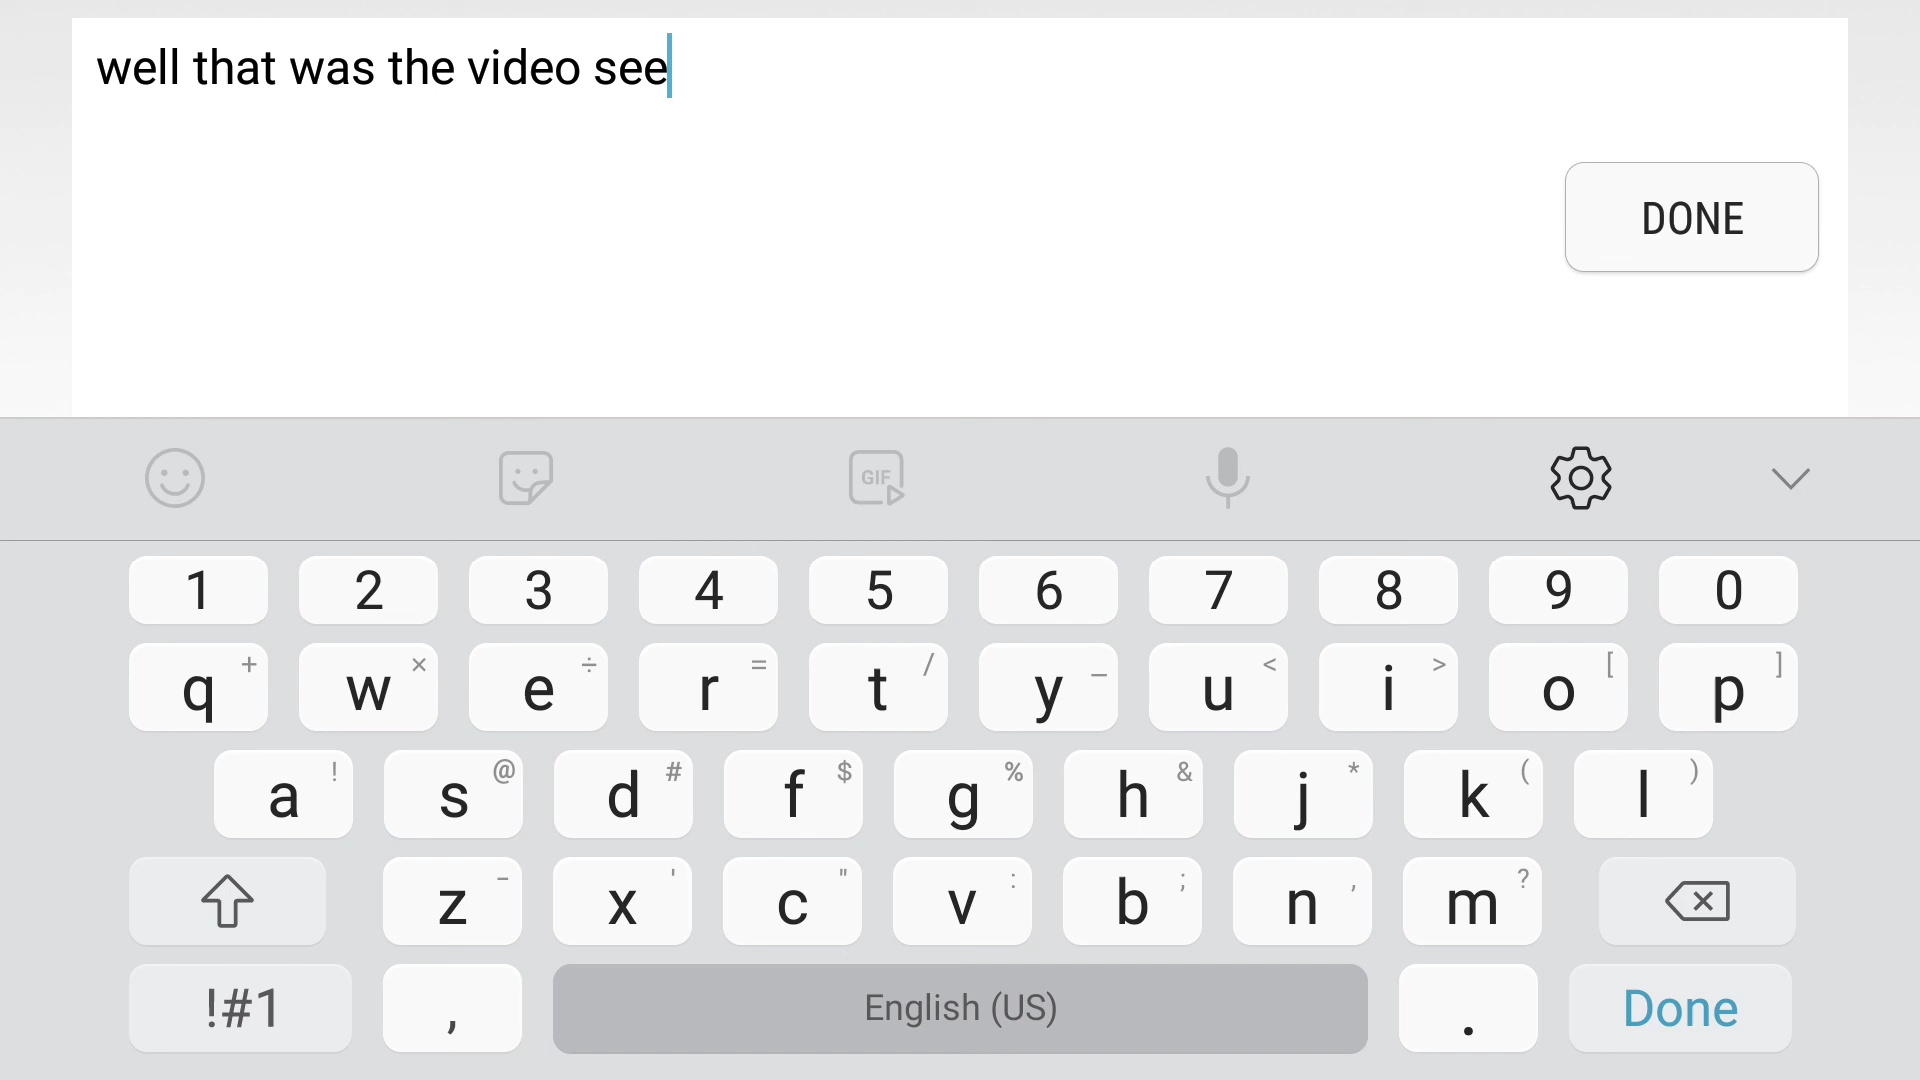 well that was the video see
DONE
GIF
1 2 3 4 5 6 7 8 9 0
q + w × e ÷ r = t / y _ u < i > o [ p ]
a ! s @ d # f $ g % h & j * k ( l )
z - x ' c " v : b ; n , m ?
!#1 , English (US) . Done